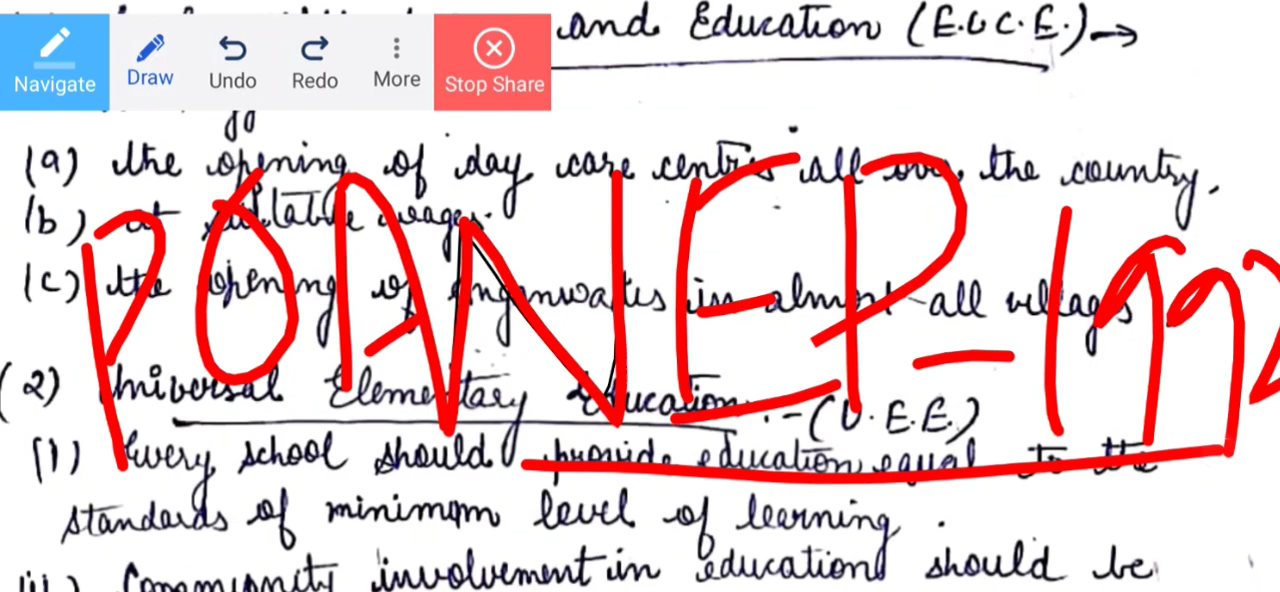 and Education (E.C C.E.)→
Navigate Draw Undo Redo More Stop Share
(a) the opening of day care centres all over the country.
(b) at suitable
(c) the opening of in almost all villages
POANEP-1992
(2) Universal Elementary Education :-(U.E.E.)
(1) Every school should provide education equal to the
standards of minimum level of learning.
Community involvement in education should be